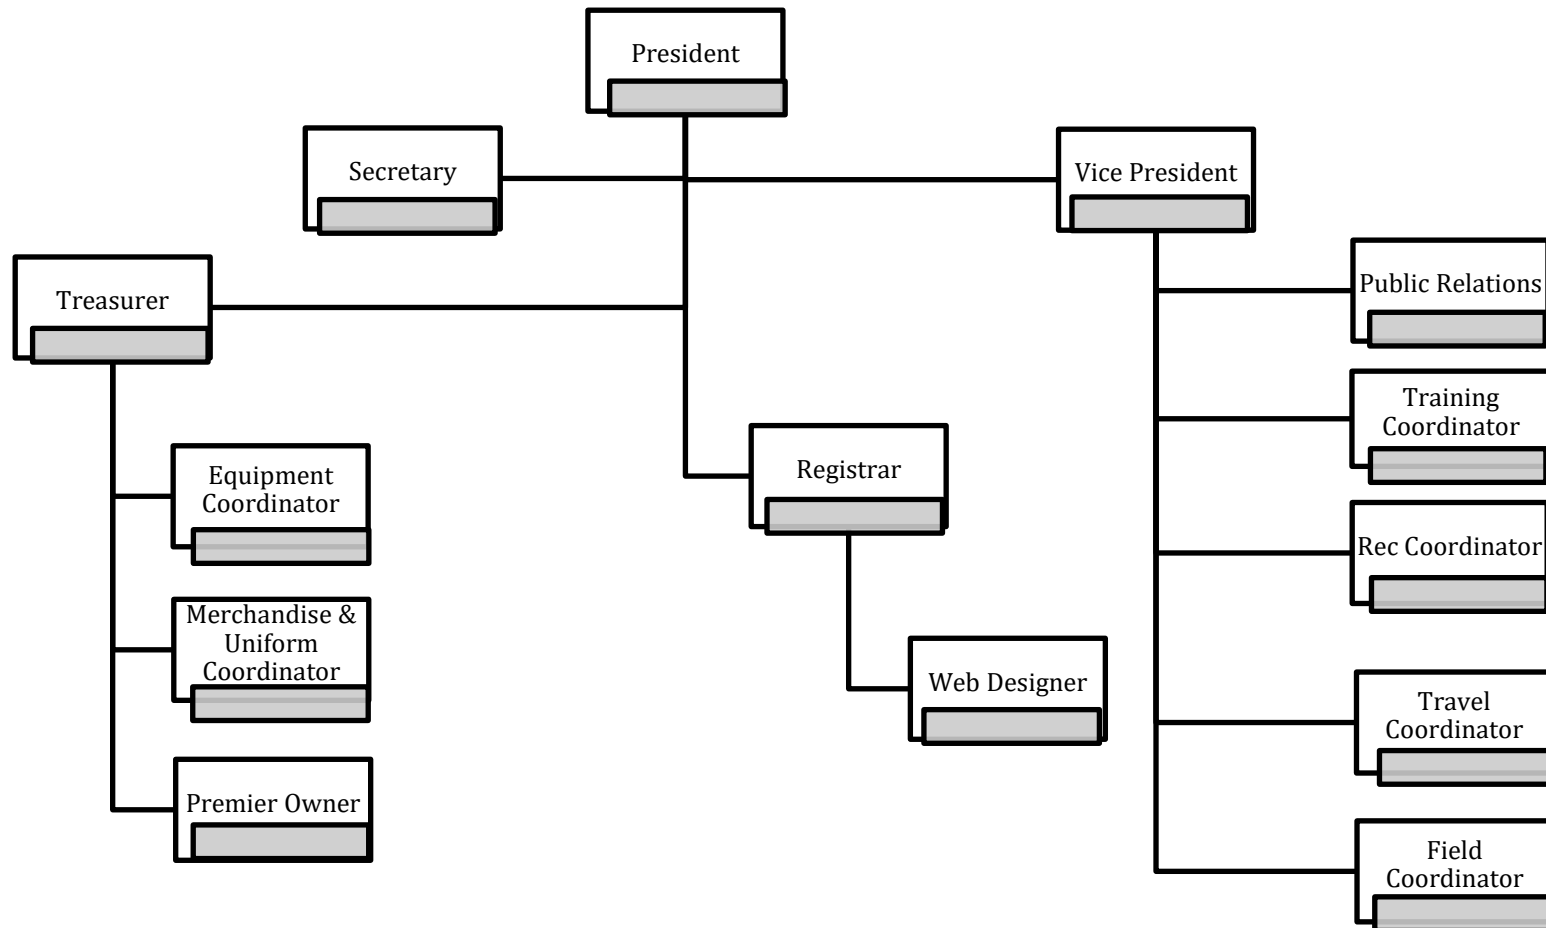 President
Secretary
Vice President
Treasurer
Public Relations
Training
Coordinator
Equipment
Coordinator
Registrar
Rec Coordinator
Merchandise &
Uniform
Coordinator
Web Designer
Travel
Coordinator
Premier Owner
Field
Coordinator